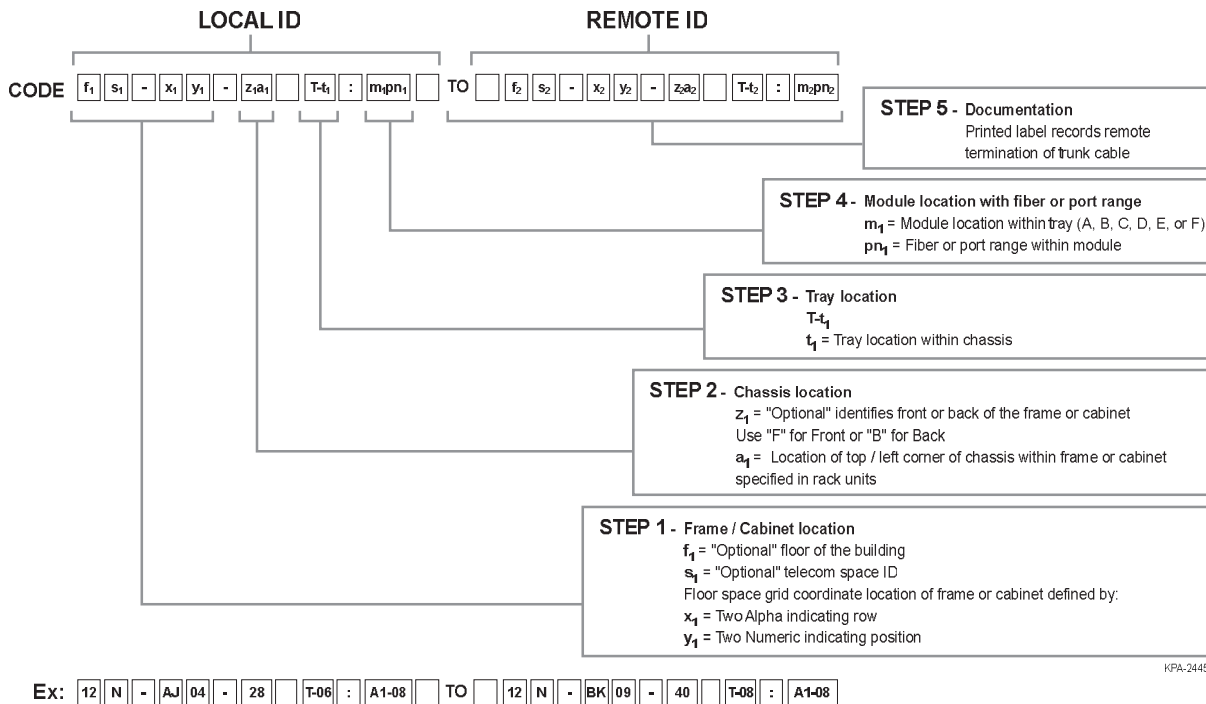 LOCAL ID REMOTE ID
CODE f₁ s₁ - x₁ y₁ - z₁a₁ T-t₁ : m₁pn₁ TO f₂ s₂ - x₂ y₂ - z₂a₂ T-t₂ : m₂pn₂
STEP 5 - Documentation
Printed label records remote
termination of trunk cable
STEP 4 - Module location with fiber or port range
m₁ = Module location within tray (A, B, C, D, E, or F)
pn₁ = Fiber or port range within module
STEP 3 - Tray location
T-t₁
t₁ = Tray location within chassis
STEP 2 - Chassis location
z₁ = "Optional" identifies front or back of the frame or cabinet
Use "F" for Front or "B" for Back
a₁ = Location of top / left corner of chassis within frame or cabinet
specified in rack units
STEP 1 - Frame / Cabinet location
f₁ = "Optional" floor of the building
s₁ = "Optional" telecom space ID
Floor space grid coordinate location of frame or cabinet defined by:
x₁ = Two Alpha indicating row
y₁ = Two Numeric indicating position
KPA-2445
Ex: 12 N - AJ 04 - 28 T-06 : A1-08 TO 12 N - BK 09 - 40 T-08 : A1-08